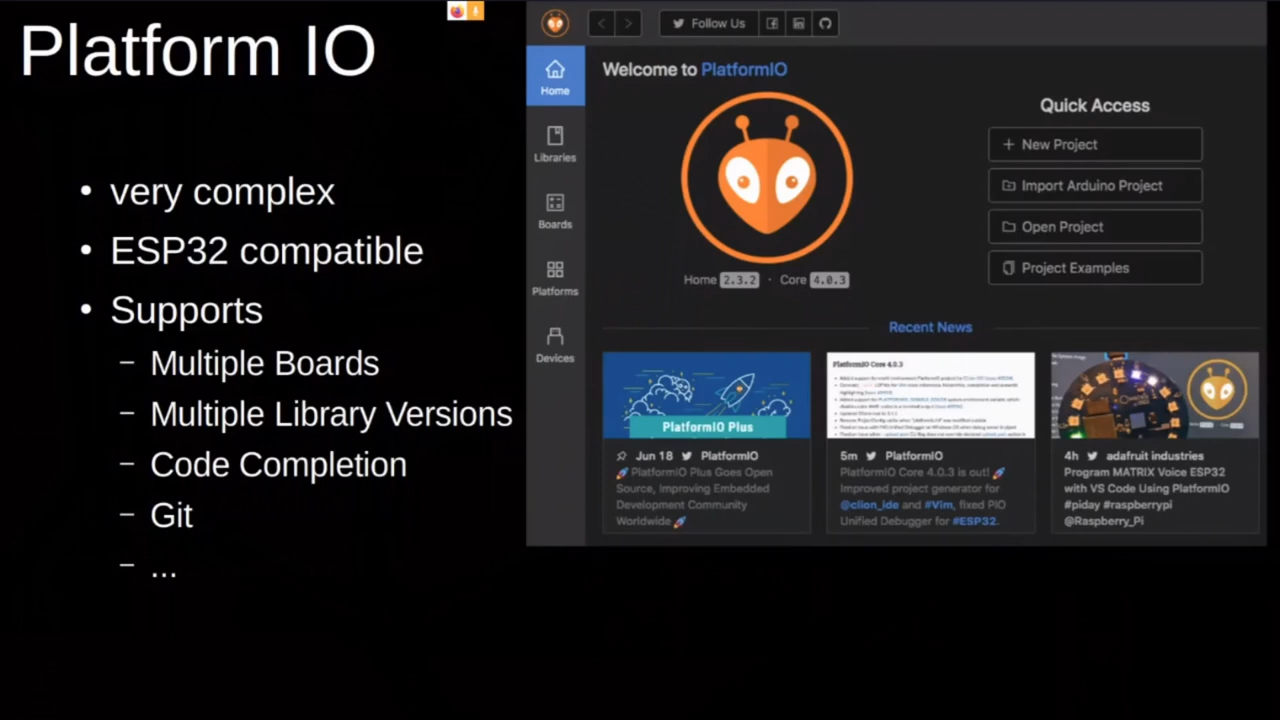 Platform IO
very complex
ESP32 compatible
Supports
Multiple Boards
Multiple Library Versions
Code Completion
Git
...
Follow Us
Home
Libraries
Boards
Platforms
Devices
Welcome to PlatformIO
Home 2.3.2 · Core 4.0.3
Quick Access
New Project
Import Arduino Project
Open Project
Project Examples
Recent News
PlatformIO Plus
Jun 18 PlatformIO
PlatformIO Plus Goes Open
Source, Improving Embedded
Development Community
Worldwide
PlatformIO Core 4.0.3
5m PlatformIO
PlatformIO Core 4.0.3 is out!
Improved project generator for
@clion_ide and #Vim, fixed PIO
Unified Debugger for #ESP32.
4h adafruit industries
Program MATRIX Voice ESP32
with VS Code Using PlatformIO
#piday #raspberrypi
@Raspberry_Pi